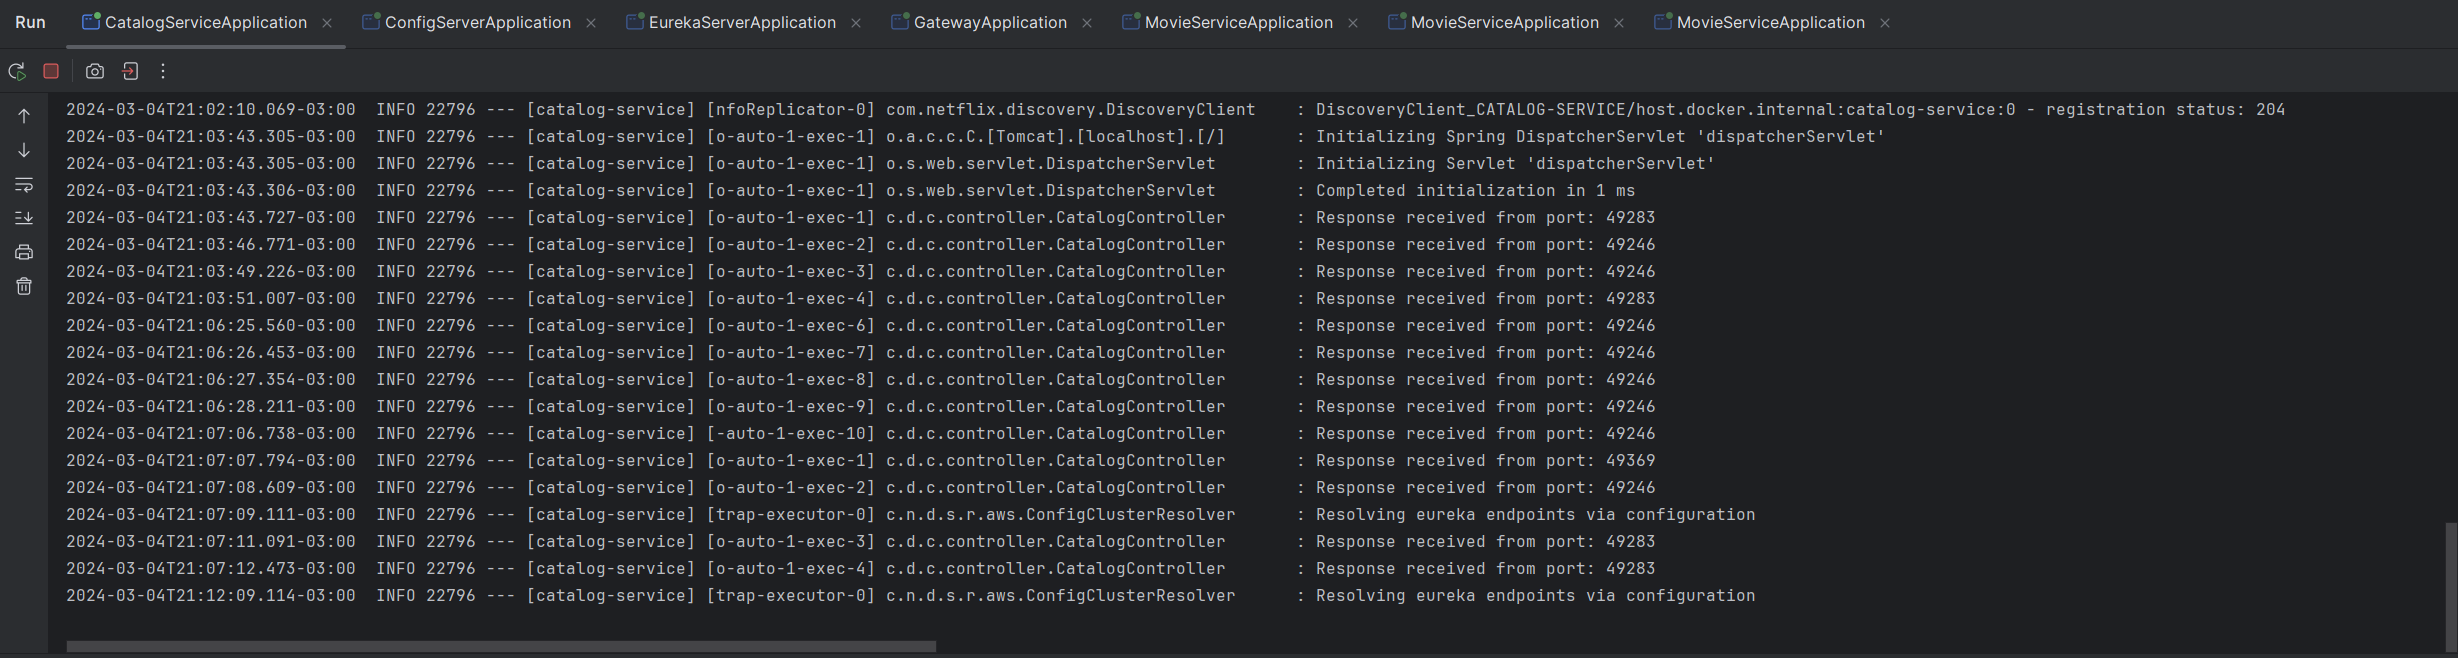 Run CatalogServiceApplication ConfigServerApplication EurekaServerApplication GatewayApplication MovieServiceApplication MovieServiceApplication MovieServiceApplication
2024-03-04T21:02:10.069-03:00  INFO 22796 --- [catalog-service] [nfoReplicator-0] com.netflix.discovery.DiscoveryClient    : DiscoveryClient_CATALOG-SERVICE/host.docker.internal:catalog-service:0 - registration status: 204
2024-03-04T21:03:43.305-03:00  INFO 22796 --- [catalog-service] [o-auto-1-exec-1] o.a.c.c.C.[Tomcat].[localhost].[/]       : Initializing Spring DispatcherServlet 'dispatcherServlet'
2024-03-04T21:03:43.305-03:00  INFO 22796 --- [catalog-service] [o-auto-1-exec-1] o.s.web.servlet.DispatcherServlet        : Initializing Servlet 'dispatcherServlet'
2024-03-04T21:03:43.306-03:00  INFO 22796 --- [catalog-service] [o-auto-1-exec-1] o.s.web.servlet.DispatcherServlet        : Completed initialization in 1 ms
2024-03-04T21:03:43.727-03:00  INFO 22796 --- [catalog-service] [o-auto-1-exec-1] c.d.c.controller.CatalogController       : Response received from port: 49283
2024-03-04T21:03:46.771-03:00  INFO 22796 --- [catalog-service] [o-auto-1-exec-2] c.d.c.controller.CatalogController       : Response received from port: 49246
2024-03-04T21:03:49.226-03:00  INFO 22796 --- [catalog-service] [o-auto-1-exec-3] c.d.c.controller.CatalogController       : Response received from port: 49246
2024-03-04T21:03:51.007-03:00  INFO 22796 --- [catalog-service] [o-auto-1-exec-4] c.d.c.controller.CatalogController       : Response received from port: 49283
2024-03-04T21:06:25.560-03:00  INFO 22796 --- [catalog-service] [o-auto-1-exec-6] c.d.c.controller.CatalogController       : Response received from port: 49246
2024-03-04T21:06:26.453-03:00  INFO 22796 --- [catalog-service] [o-auto-1-exec-7] c.d.c.controller.CatalogController       : Response received from port: 49246
2024-03-04T21:06:27.354-03:00  INFO 22796 --- [catalog-service] [o-auto-1-exec-8] c.d.c.controller.CatalogController       : Response received from port: 49246
2024-03-04T21:06:28.211-03:00  INFO 22796 --- [catalog-service] [o-auto-1-exec-9] c.d.c.controller.CatalogController       : Response received from port: 49246
2024-03-04T21:07:06.738-03:00  INFO 22796 --- [catalog-service] [-auto-1-exec-10] c.d.c.controller.CatalogController       : Response received from port: 49246
2024-03-04T21:07:07.794-03:00  INFO 22796 --- [catalog-service] [o-auto-1-exec-1] c.d.c.controller.CatalogController       : Response received from port: 49369
2024-03-04T21:07:08.609-03:00  INFO 22796 --- [catalog-service] [o-auto-1-exec-2] c.d.c.controller.CatalogController       : Response received from port: 49246
2024-03-04T21:07:09.111-03:00  INFO 22796 --- [catalog-service] [trap-executor-0] c.n.d.s.r.aws.ConfigClusterResolver      : Resolving eureka endpoints via configuration
2024-03-04T21:07:11.091-03:00  INFO 22796 --- [catalog-service] [o-auto-1-exec-3] c.d.c.controller.CatalogController       : Response received from port: 49283
2024-03-04T21:07:12.473-03:00  INFO 22796 --- [catalog-service] [o-auto-1-exec-4] c.d.c.controller.CatalogController       : Response received from port: 49283
2024-03-04T21:12:09.114-03:00  INFO 22796 --- [catalog-service] [trap-executor-0] c.n.d.s.r.aws.ConfigClusterResolver      : Resolving eureka endpoints via configuration